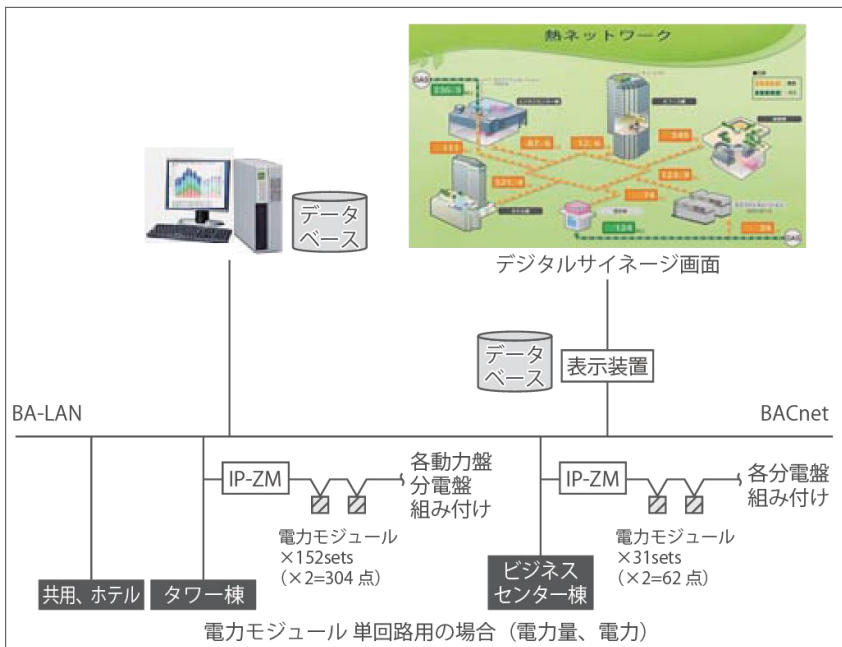 熱ネットワーク
GAS
データ
ベース
GAS
デジタルサイネージ画面
データ
ベース
表示装置
BA-LAN
BACnet
IP-ZM
各動力盤
分電盤
組み付け
IP-ZM
各分電盤
組み付け
電力モジュール
×152sets
(×2=304 点)
電力モジュール
×31sets
(×2=62 点)
共用、ホテル
タワー棟
ビジネス
センター棟
電力モジュール 単回路用の場合（電力量、電力）